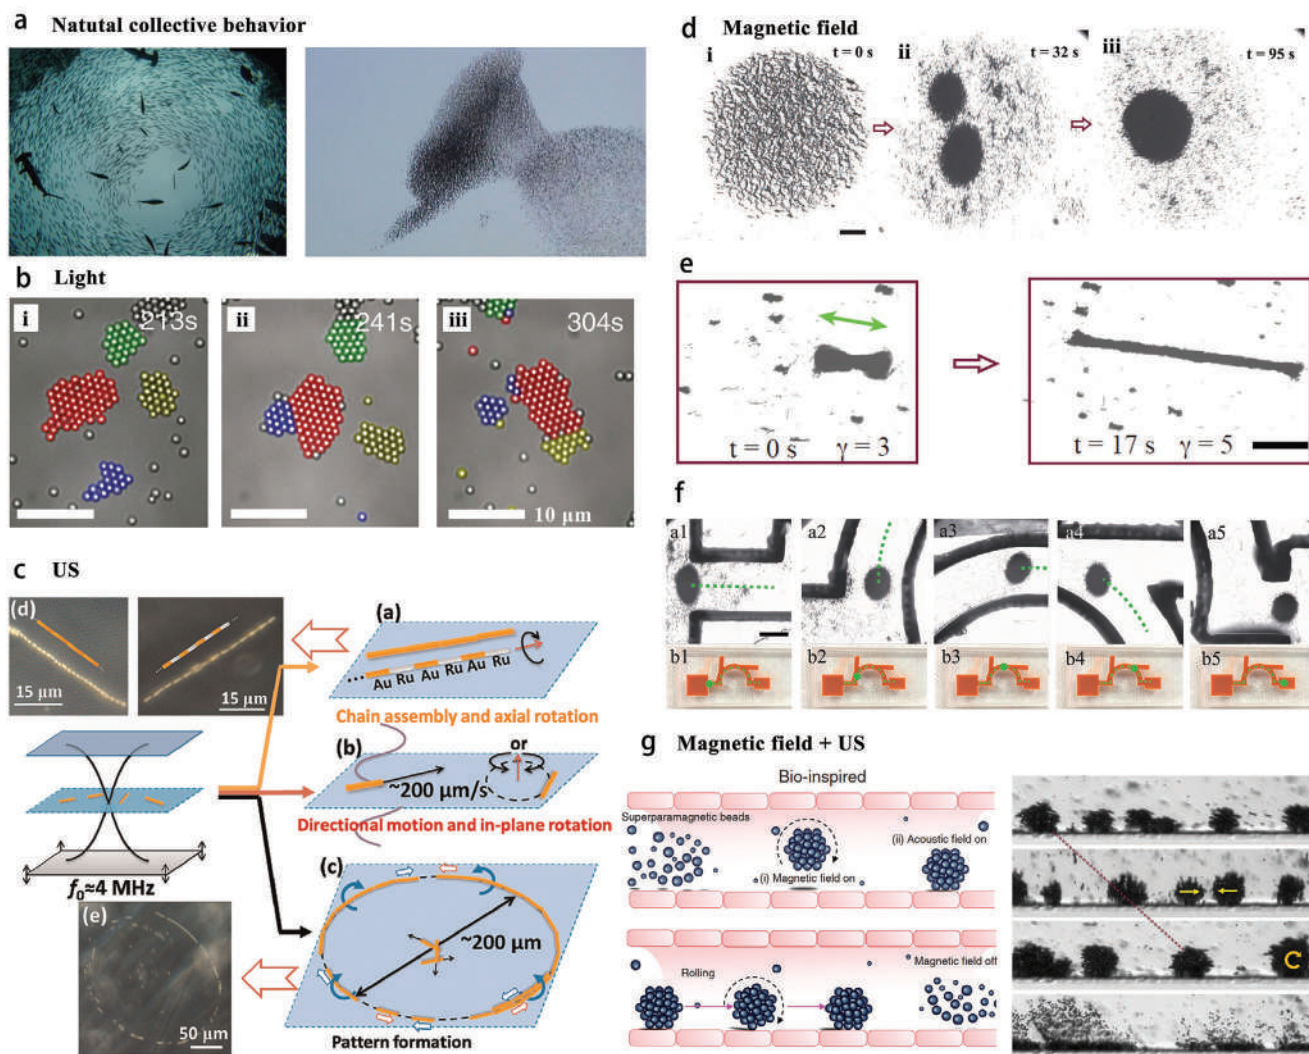 a Natutal collective behavior
b Light
i 213s
ii 241s
iii 304s
10 µm
c US
(d)
15 µm
15 µm
(a)
Au Ru Au Ru Au Ru
Chain assembly and axial rotation
(b)
or
~200 µm/s
Directional motion and in-plane rotation
f₀≈4 MHz
(e)
50 µm
(c)
~200 µm
Pattern formation
d Magnetic field
i t = 0 s
ii t = 32 s
iii t = 95 s
e
t = 0 s γ = 3
t = 17 s γ = 5
f
a1 a2 a3 a4 a5
b1 b2 b3 b4 b5
g Magnetic field + US
Bio-inspired
Superparamagnetic beads
(i) Magnetic field on
(ii) Acoustic field on
Rolling
Magnetic field off